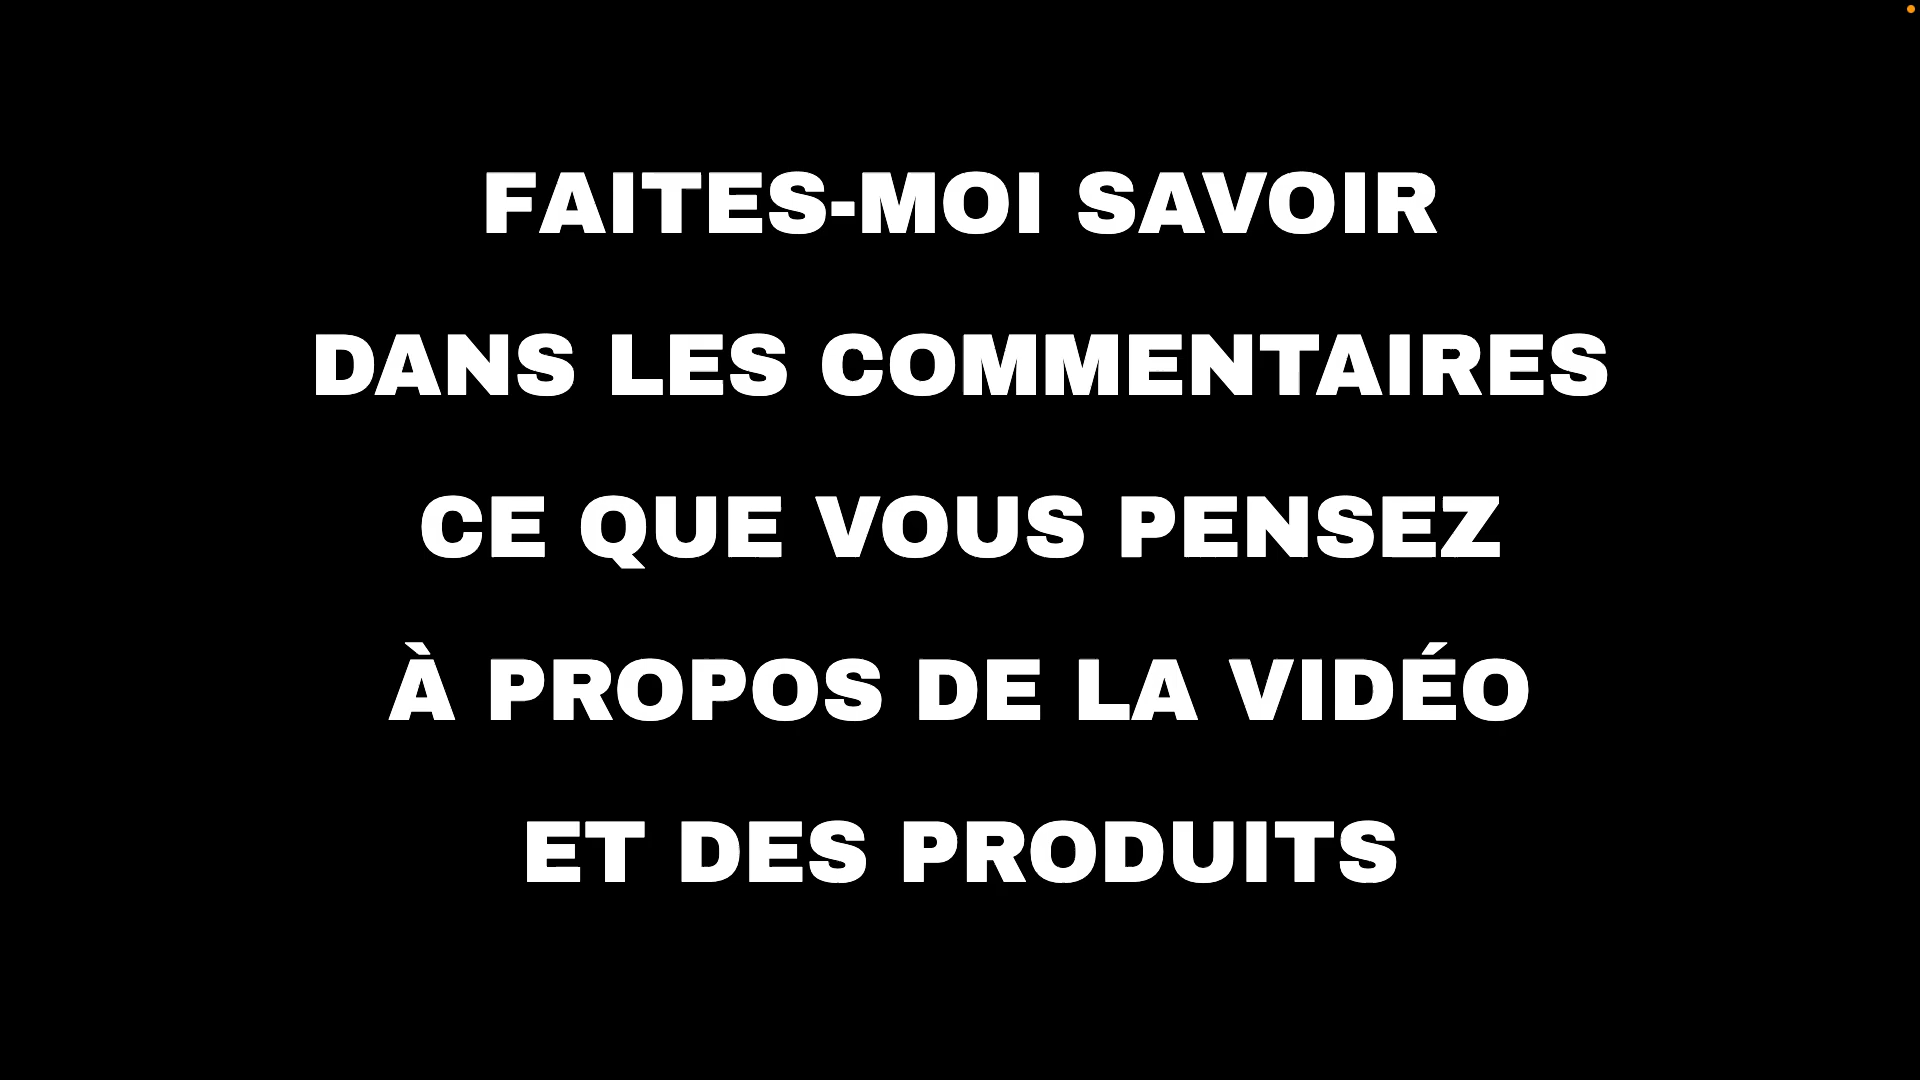 FAITES-MOI SAVOIR
DANS LES COMMENTAIRES
CE QUE VOUS PENSEZ
À PROPOS DE LA VIDÉO
ET DES PRODUITS